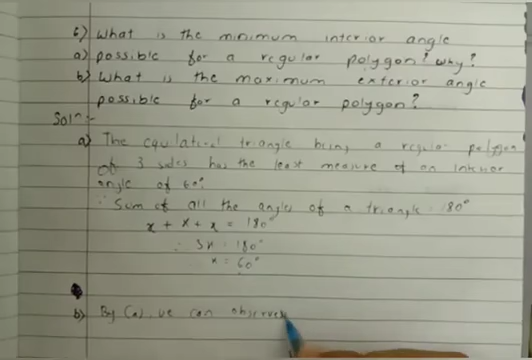 6) What is the minimum interior angle
a) possible for a regular polygon? why?
b) What is the maximum exterior angle
possible for a regular polygon?
Solⁿ:-
a) The equilateral triangle being a regular polygon
of 3 sides has the least measure of an interior
angle of 60°.
∵ Sum of all the angles of a triangle = 180°
x + x + x = 180°
∴ 3x = 180°
x = 60°
b) By (a), we can observe